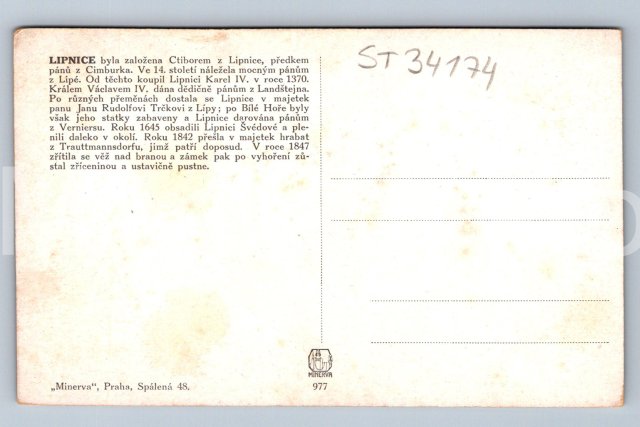 LIPNICE byla založena Ctiborem z Lipnice, předkem
pánů z Cimburka. Ve 14. století náležela mocným pánům
z Lipé. Od těchto koupil Lipnici Karel IV. v roce 1370.
Králem Václavem IV. dána dědičně pánům z Landštejna.
Po různých přeměnách dostala se Lipnice v majetek
panu Janu Rudolfovi Trčkovi z Lípy; po Bílé Hoře byly
však jeho statky zabaveny a Lipnice darována pánům
z Verniersu. Roku 1645 obsadili Lipnici Švédové a ple-
nili daleko v okolí. Roku 1842 přešla v majetek hrabat
z Trauttmannsdorfu, jimž patří doposud. V roce 1847
zřítila se věž nad branou a zámek pak po vyhoření zů-
stal zříceninou a ustavičně pustne.
ST 34174
MINERVA
„Minerva“, Praha, Spálená 48.
977